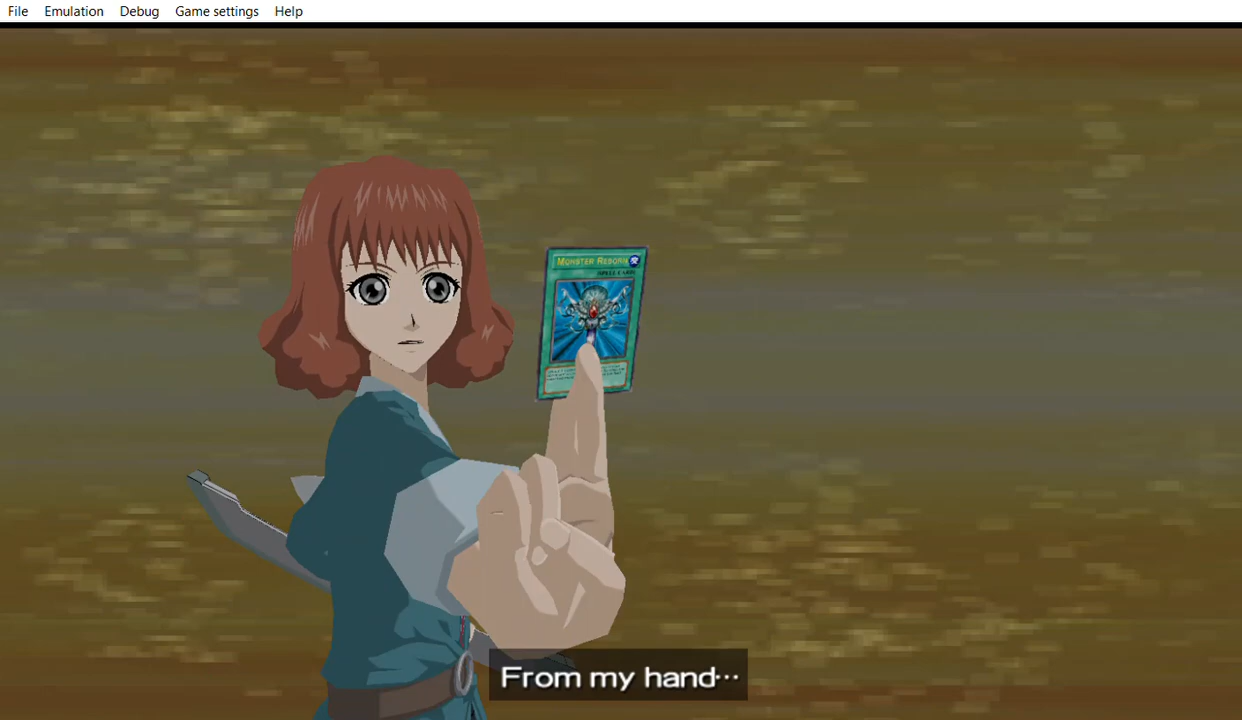 File Emulation Debug Game settings Help
MONSTER REBORN
SPELL CARD
From my hand…